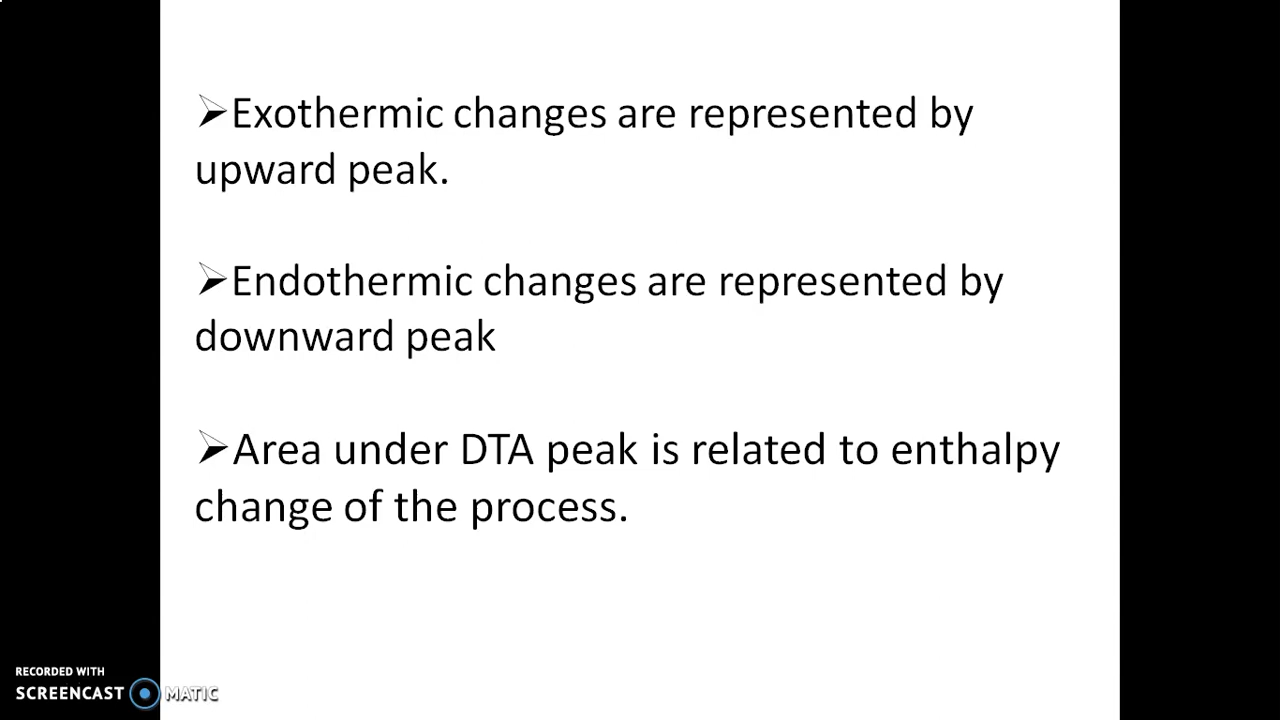 ➢Exothermic changes are represented by
upward peak.
➢Endothermic changes are represented by
downward peak
➢Area under DTA peak is related to enthalpy
change of the process.
RECORDED WITH
SCREENCAST MATIC